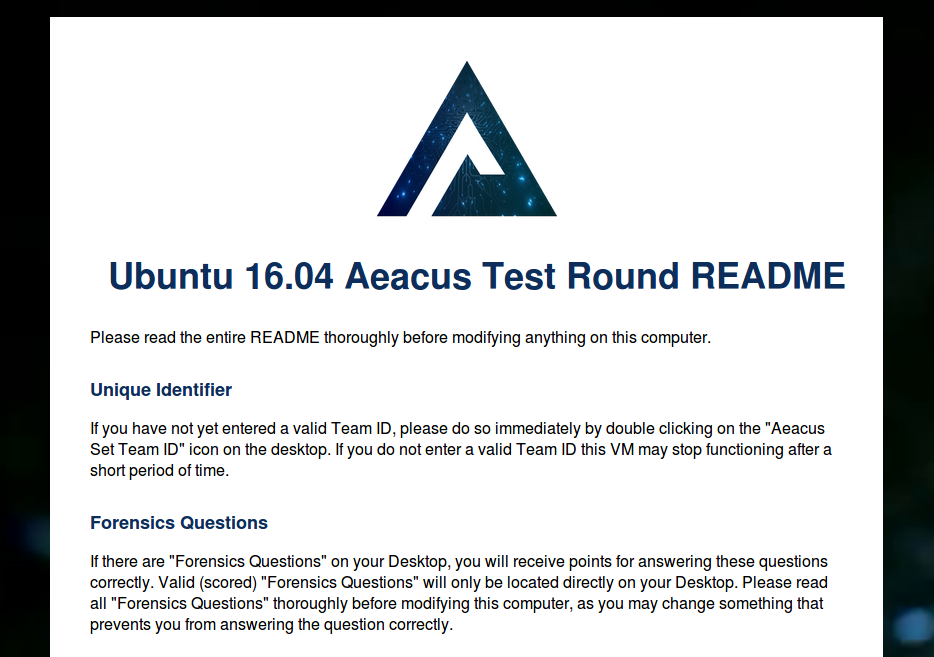 Ubuntu 16.04 Aeacus Test Round README
Please read the entire README thoroughly before modifying anything on this computer.
Unique Identifier
If you have not yet entered a valid Team ID, please do so immediately by double clicking on the "Aeacus
Set Team ID" icon on the desktop. If you do not enter a valid Team ID this VM may stop functioning after a
short period of time.
Forensics Questions
If there are "Forensics Questions" on your Desktop, you will receive points for answering these questions
correctly. Valid (scored) "Forensics Questions" will only be located directly on your Desktop. Please read
all "Forensics Questions" thoroughly before modifying this computer, as you may change something that
prevents you from answering the question correctly.